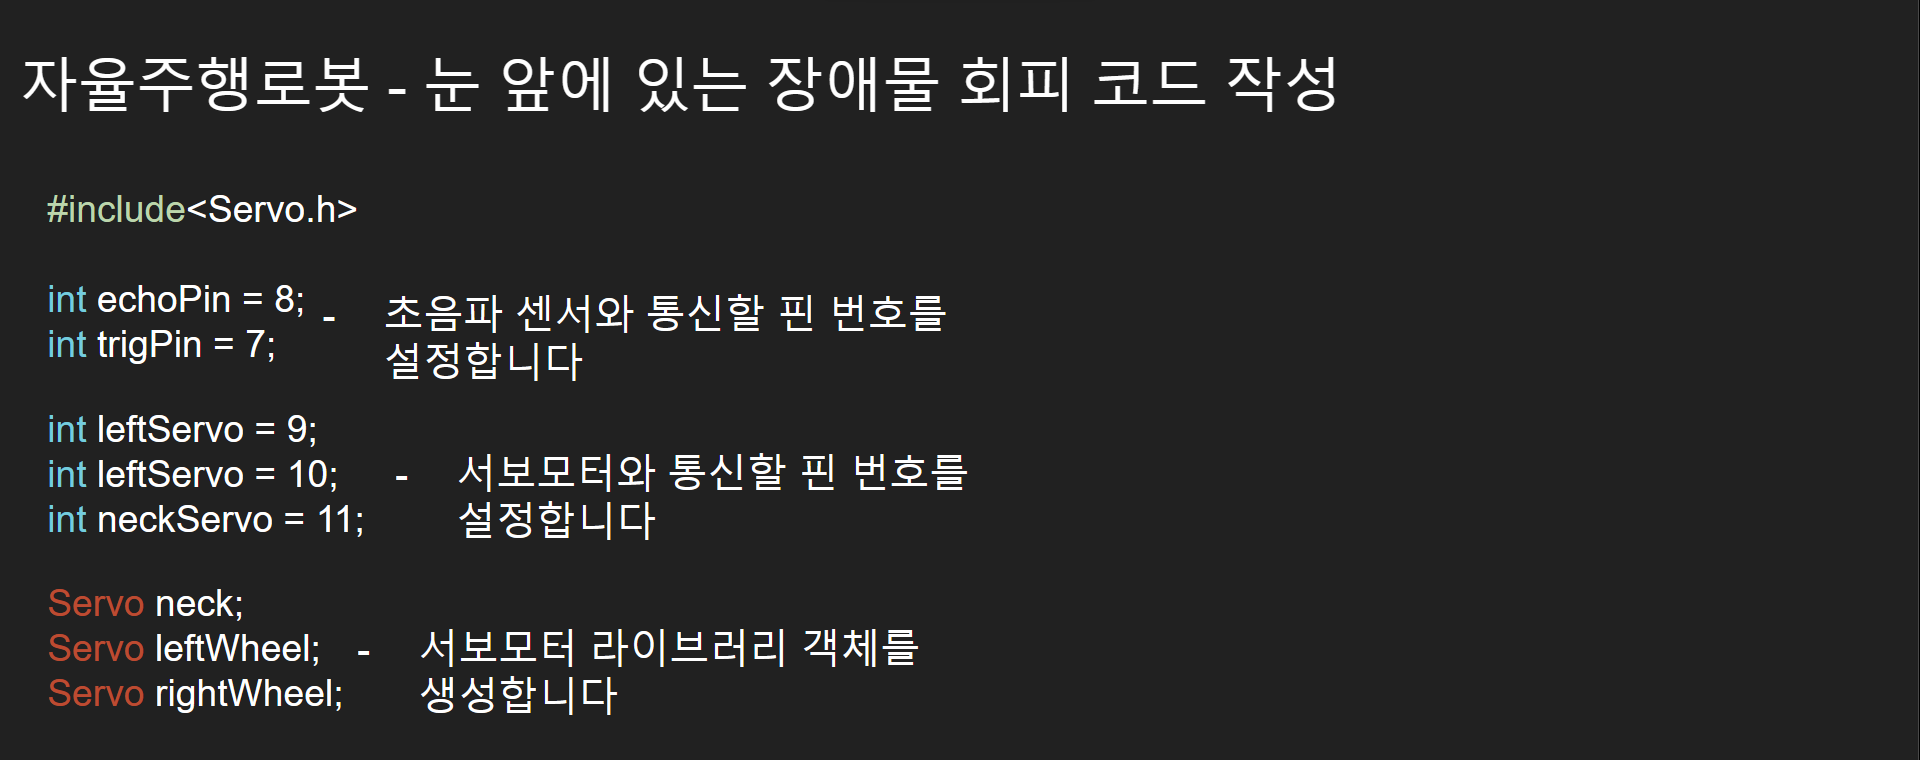 자율주행로봇 - 눈 앞에 있는 장애물 회피 코드 작성
#include<Servo.h>
int echoPin = 8;
int trigPin = 7;
- 초음파 센서와 통신할 핀 번호를
설정합니다
int leftServo = 9;
int leftServo = 10;
int neckServo = 11;
- 서보모터와 통신할 핀 번호를
설정합니다
Servo neck;
Servo leftWheel;
Servo rightWheel;
- 서보모터 라이브러리 객체를
생성합니다